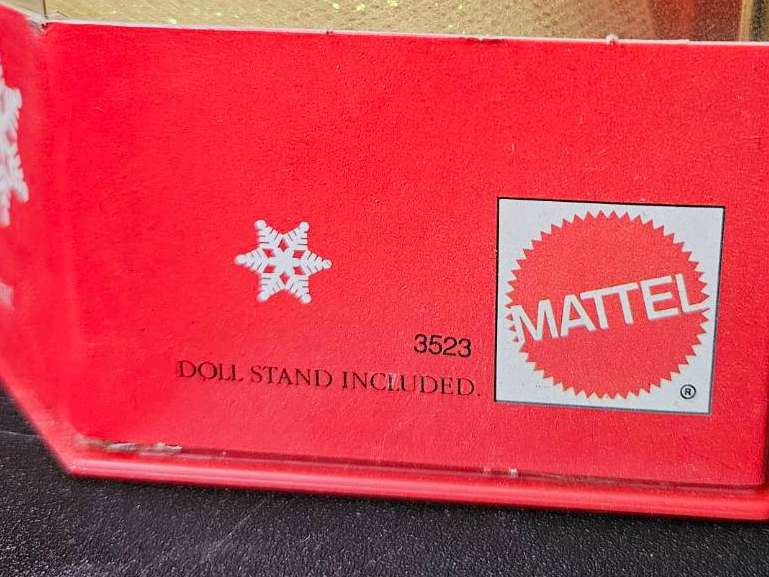 3523
DOLL STAND INCLUDED.
MATTEL
®